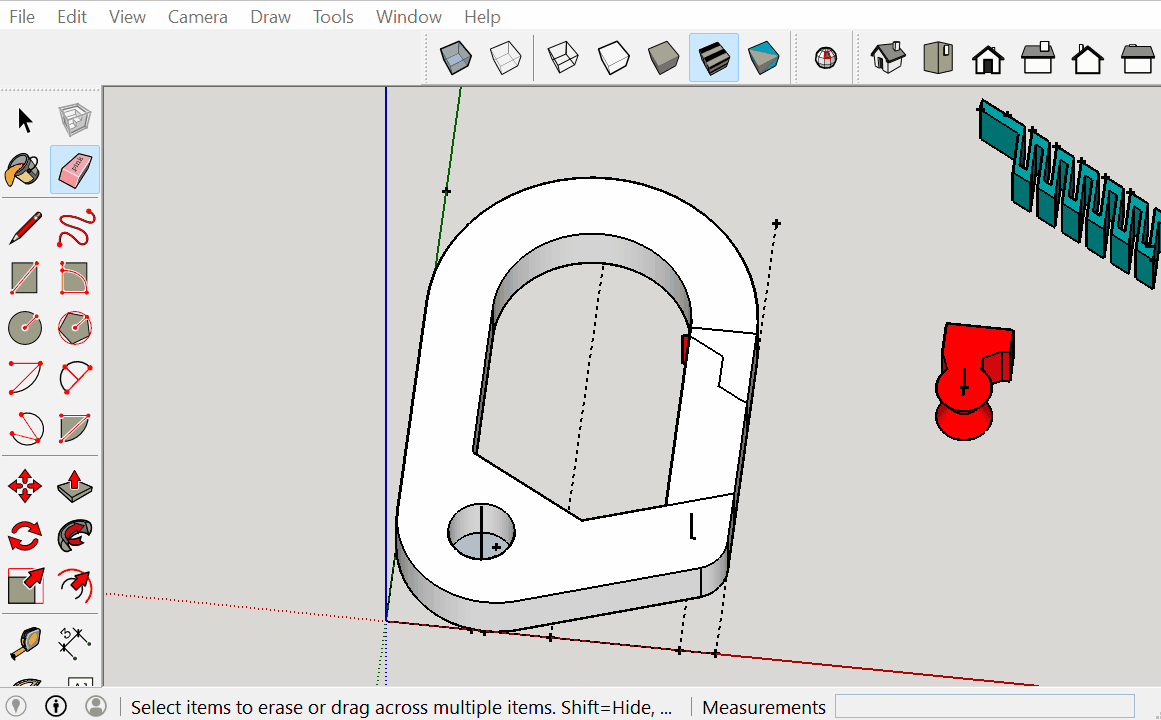 File Edit View Camera Draw Tools Window Help
Select items to erase or drag across multiple items. Shift=Hide, ... Measurements